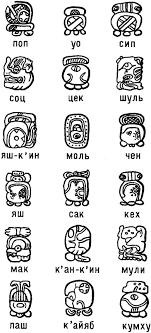 поп уо сип
соц цек шуль
яш-к'ин моль чен
яш сак кех
мак к'ан-к'ин мули
паш к'айяб кумху